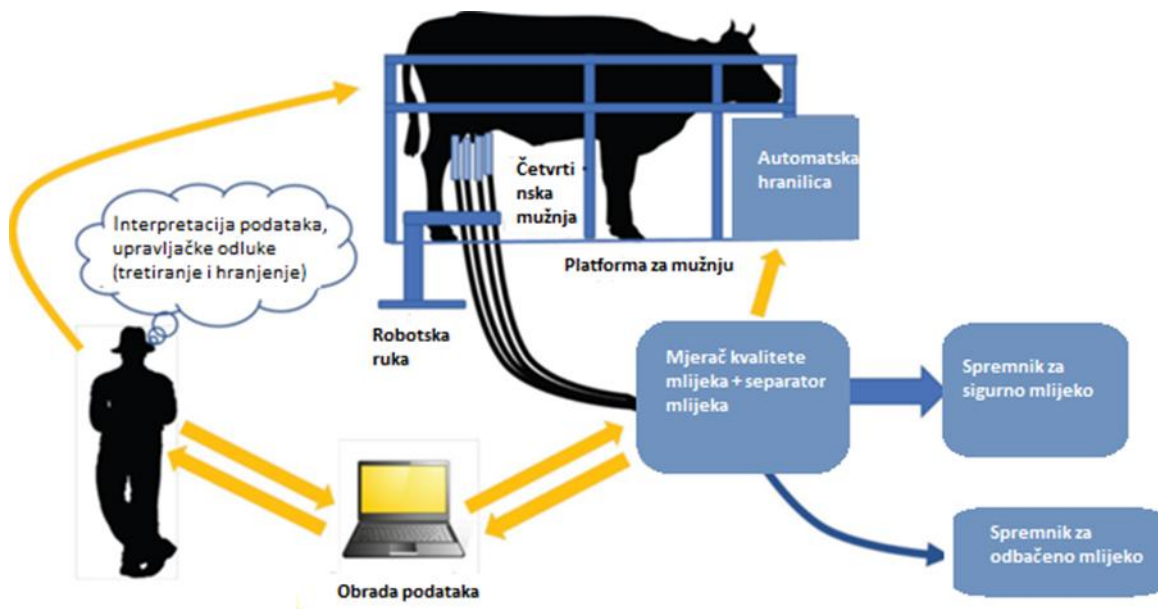 Automatska
hranilica
Četvrti
nska
mužnja
Interpretacija podataka,
upravljačke odluke
(tretiranje i hranjenje)
Platforma za mužnju
Robotska
ruka
Mjerač kvalitete
mlijeka + separator
mlijeka
Spremnik za
sigurno mlijeko
Spremnik za
odbačeno mlijeko
Obrada podataka